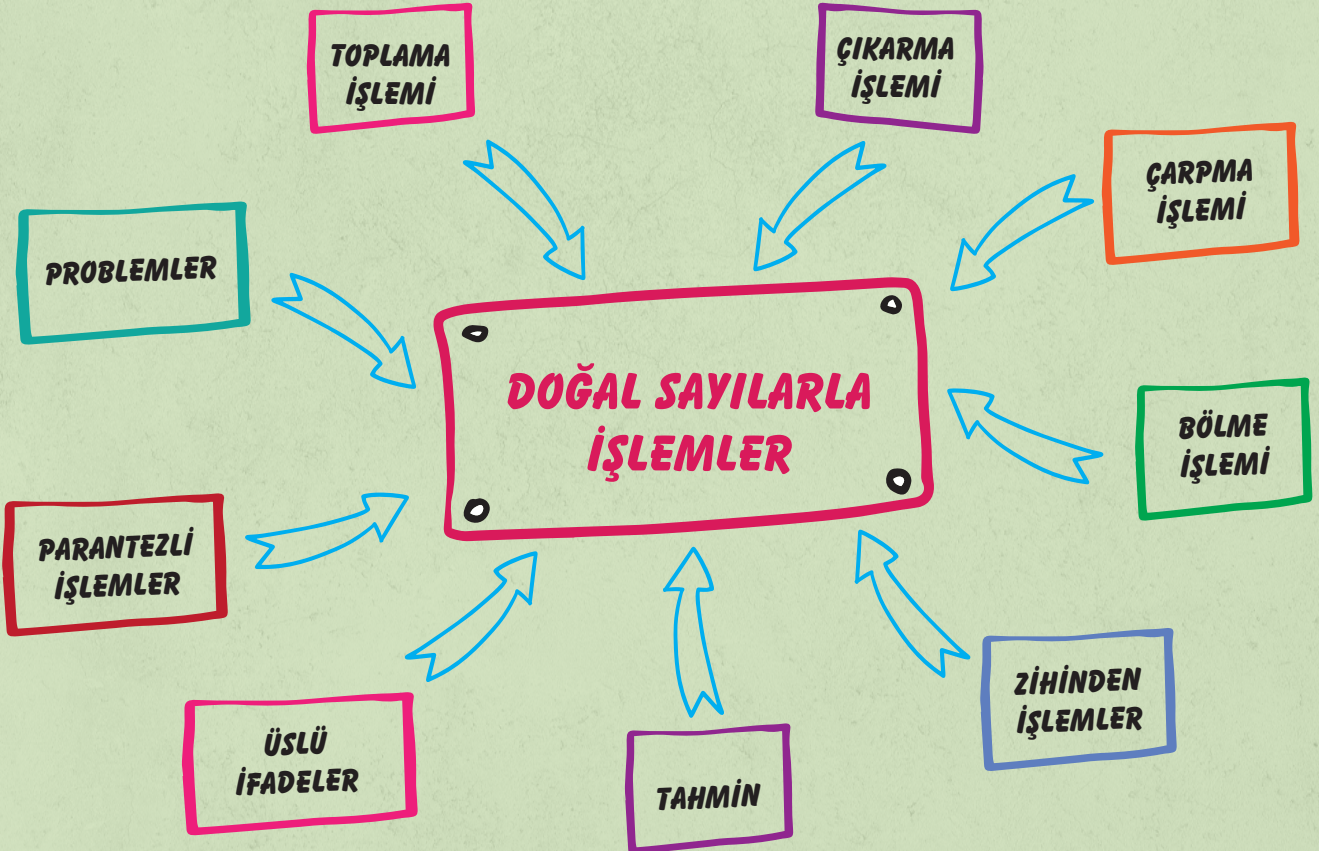 TOPLAMA
İŞLEMİ
ÇIKARMA
İŞLEMİ
ÇARPMA
İŞLEMİ
PROBLEMLER
DOĞAL SAYILARLA
İŞLEMLER
BÖLME
İŞLEMİ
PARANTEZLİ
İŞLEMLER
ZİHİNDEN
İŞLEMLER
ÜSLÜ
İFADELER
TAHMİN